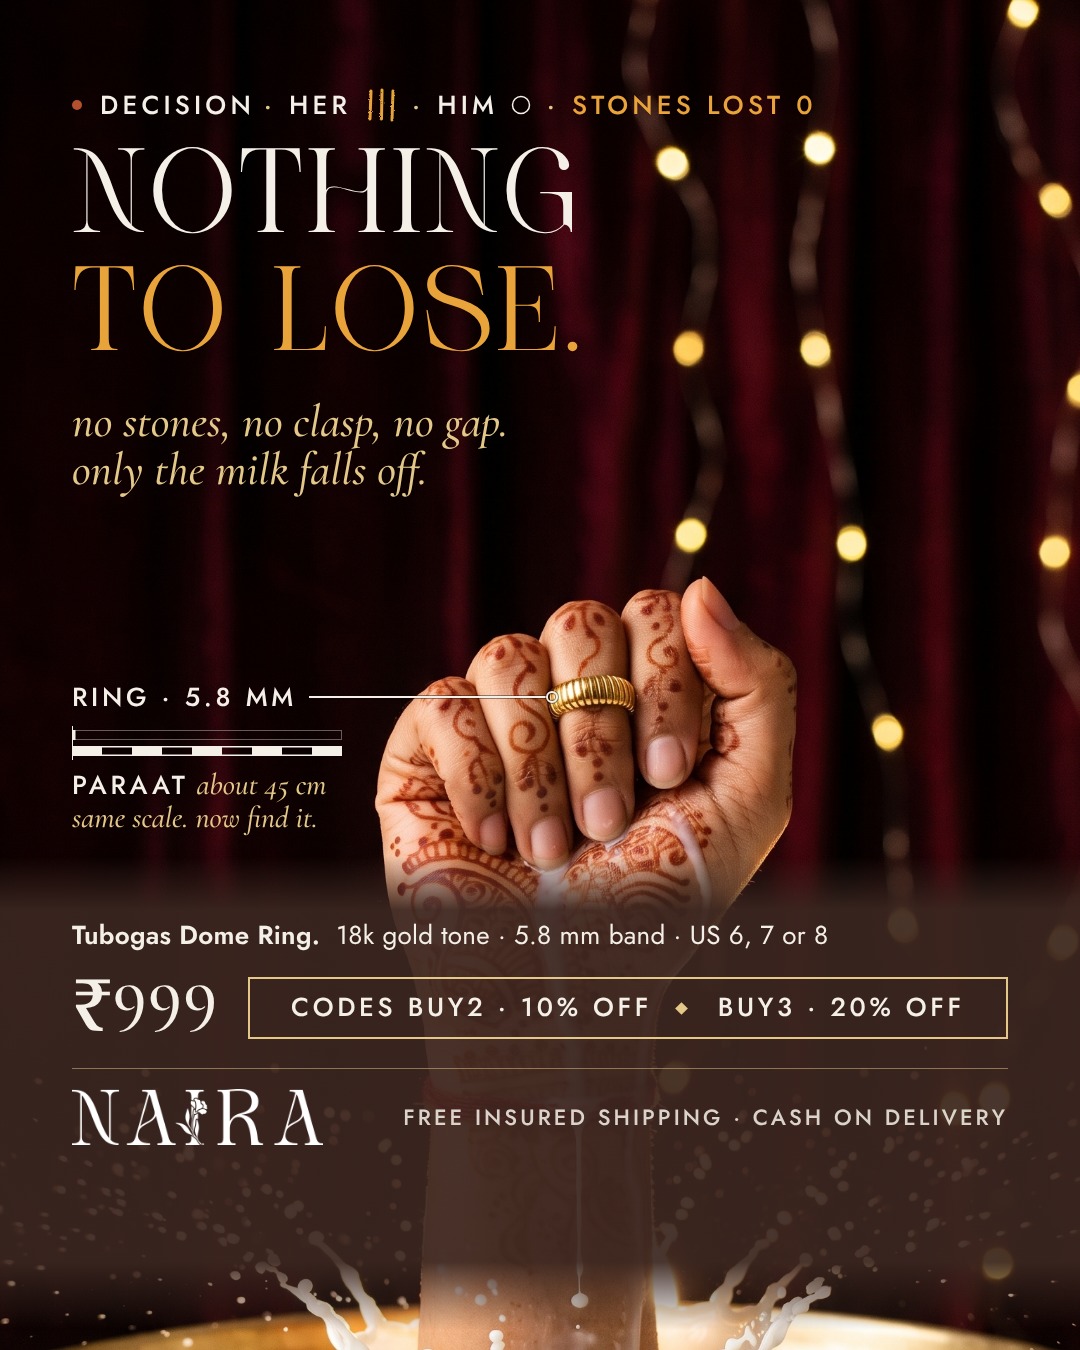 • DECISION · HER ||| · HIM ○ · STONES LOST 0
NOTHING
TO LOSE.
no stones, no clasp, no gap.
only the milk falls off.
RING · 5.8 MM
PARAAT about 45 cm
same scale. now find it.
Tubogas Dome Ring. 18k gold tone · 5.8 mm band · US 6, 7 or 8
₹999
CODES BUY2 · 10% OFF ◆ BUY3 · 20% OFF
NAIRA
FREE INSURED SHIPPING · CASH ON DELIVERY